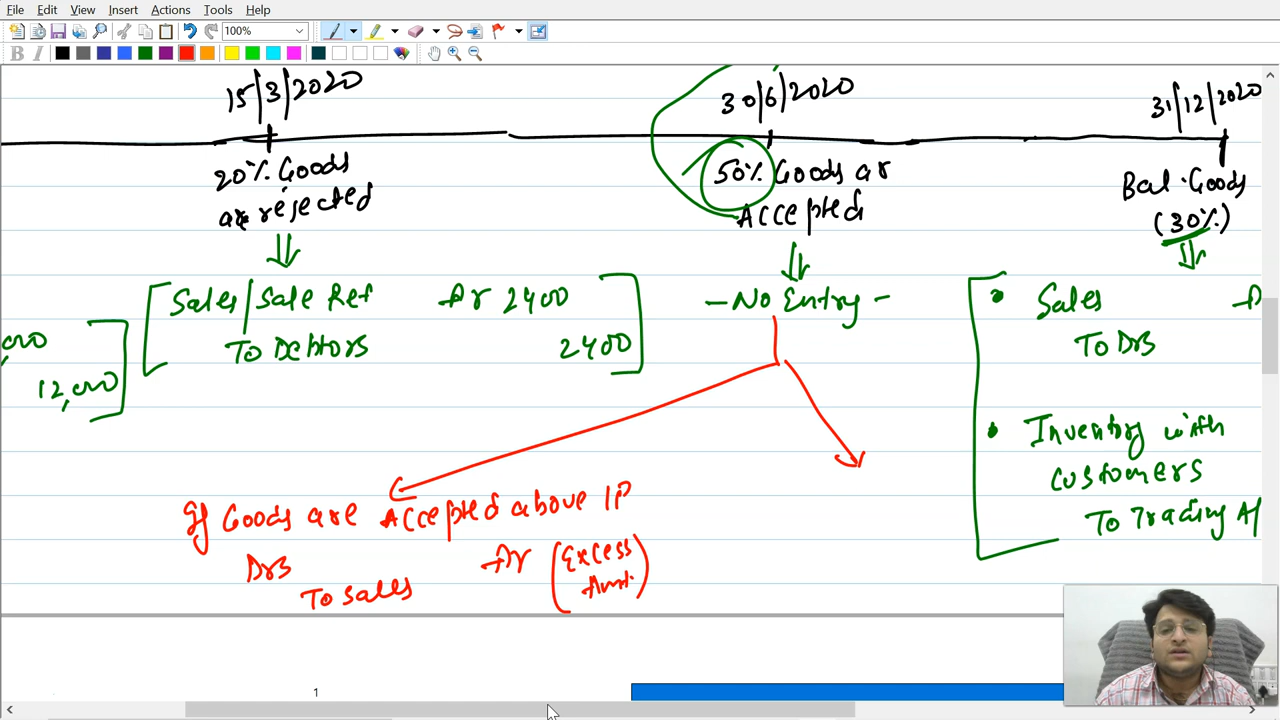 File Edit View Insert Actions Tools Help
100%
15/3/2020
30/6/2020
31/12/2020
20% Goods
are rejected
50% Goods ar
Accepted
Bal. Goods
(30%)
Sales/Sale Ret Dr 2400
To Debtors 2400
-No Entry-
Sales
To Drs
12,000
Inventory with
customers
To Trading A/
If Goods are Accepted above IP
Drs Dr (Excess
Amt.)
To Sales
1